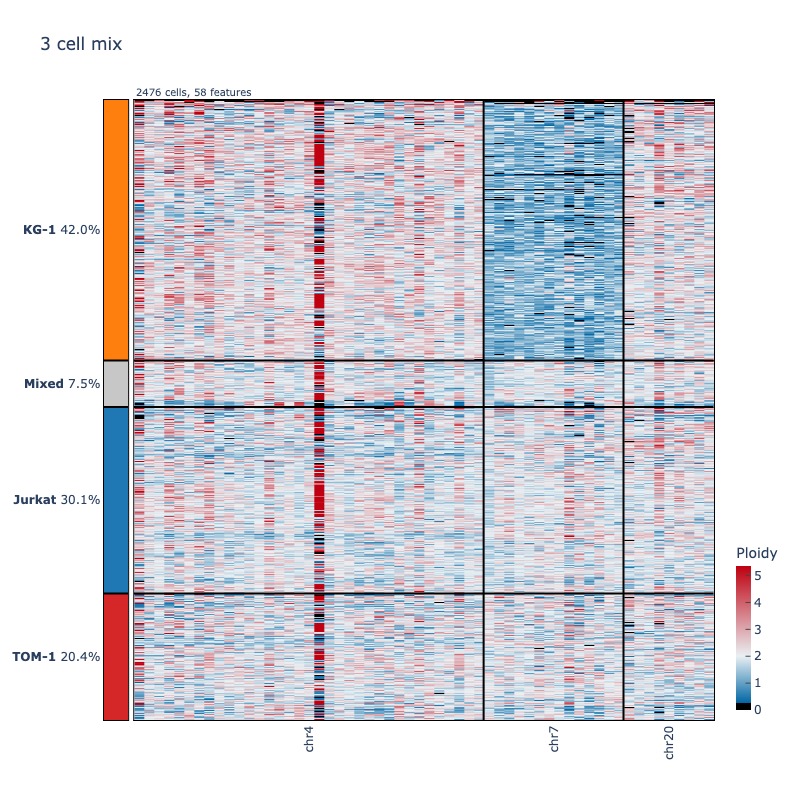 3 cell mix
2476 cells, 58 features
KG-1 42.0%
Mixed 7.5%
Jurkat 30.1%
TOM-1 20.4%
Ploidy
5
4
3
2
1
0
chr4
chr7
chr20